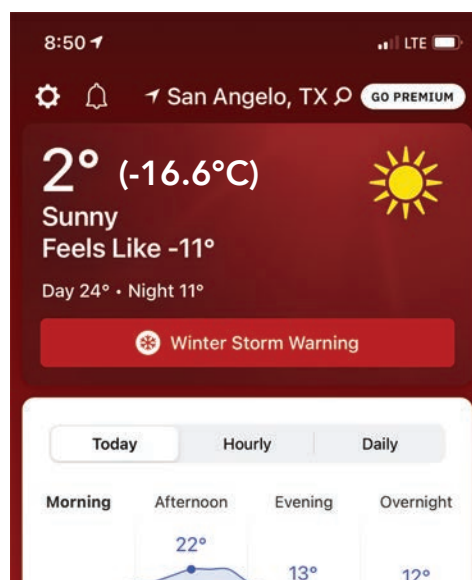 8:50 LTE
San Angelo, TX GO PREMIUM
2° (-16.6°C)
Sunny
Feels Like -11°
Day 24° • Night 11°
Winter Storm Warning
Today Hourly Daily
Morning Afternoon Evening Overnight
22°
13° 12°